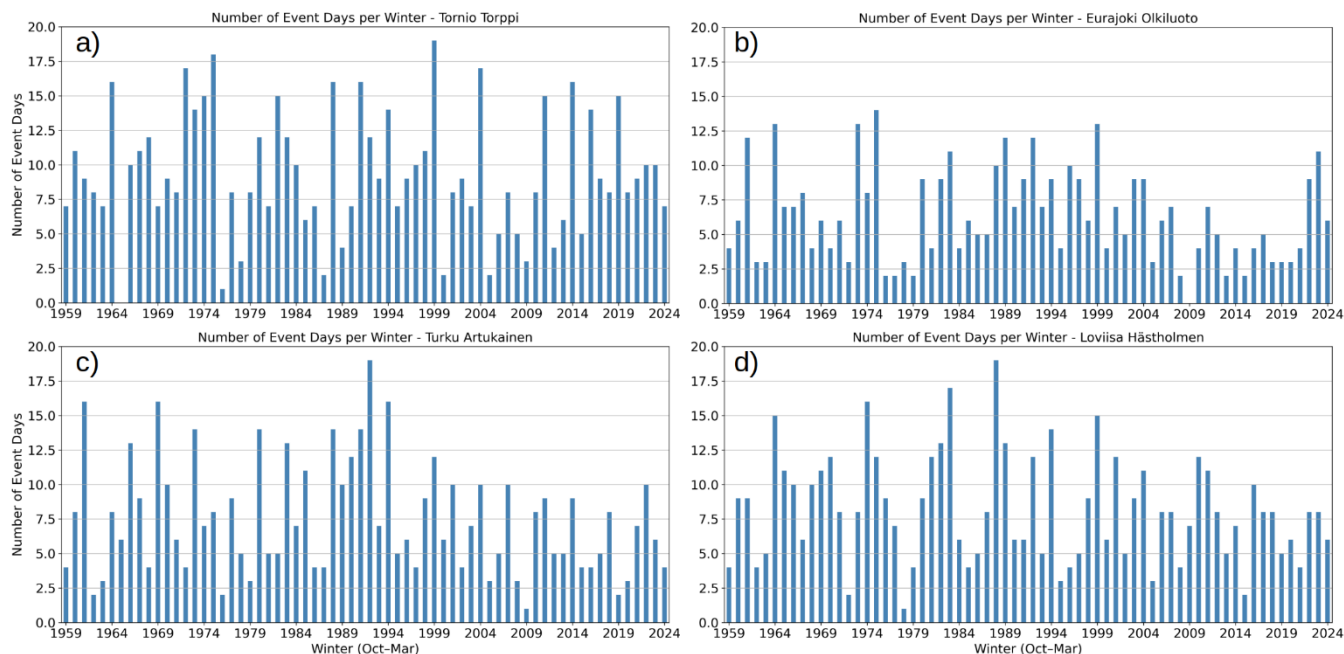 Number of Event Days per Winter - Tornio Torppi
a)
Number of Event Days
20.0
17.5
15.0
12.5
10.0
7.5
5.0
2.5
0.0
1959 1964 1969 1974 1979 1984 1989 1994 1999 2004 2009 2014 2019 2024
Number of Event Days per Winter - Eurajoki Olkiluoto
b)
20.0
17.5
15.0
12.5
10.0
7.5
5.0
2.5
0.0
1959 1964 1969 1974 1979 1984 1989 1994 1999 2004 2009 2014 2019 2024
Number of Event Days per Winter - Turku Artukainen
c)
Number of Event Days
20.0
17.5
15.0
12.5
10.0
7.5
5.0
2.5
0.0
1959 1964 1969 1974 1979 1984 1989 1994 1999 2004 2009 2014 2019 2024
Winter (Oct–Mar)
Number of Event Days per Winter - Loviisa Hästholmen
d)
20.0
17.5
15.0
12.5
10.0
7.5
5.0
2.5
0.0
1959 1964 1969 1974 1979 1984 1989 1994 1999 2004 2009 2014 2019 2024
Winter (Oct–Mar)